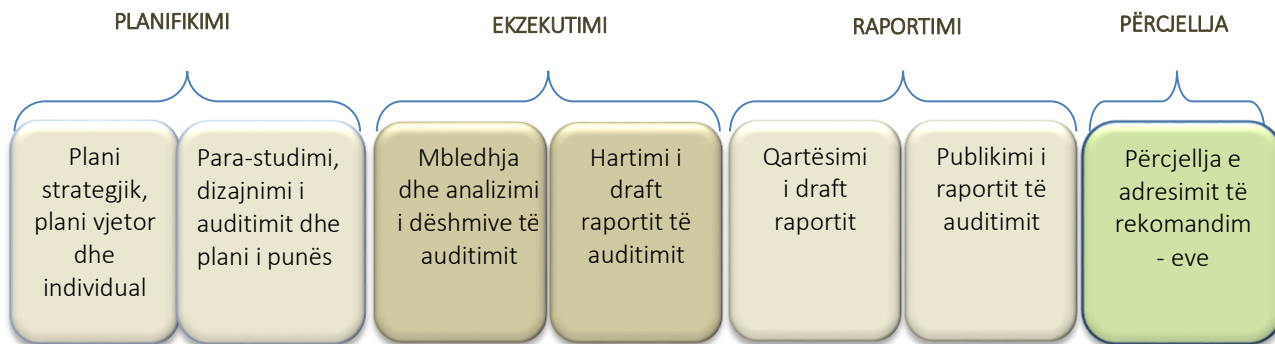 PLANIFIKIMI
EKZEKUTIMI
RAPORTIMI
PËRCJELLJA
Plani
strategjik,
plani vjetor
dhe
individual
Para-studimi,
dizajnimi i
auditimit dhe
plani i punës
Mbledhja
dhe analizimi
i dëshmive të
auditimit
Hartimi i
draft
raportit të
auditimit
Qartësimi
i draft
raportit
Publikimi i
raportit të
auditimit
Përcjellja e
adresimit të
rekomandim
- eve